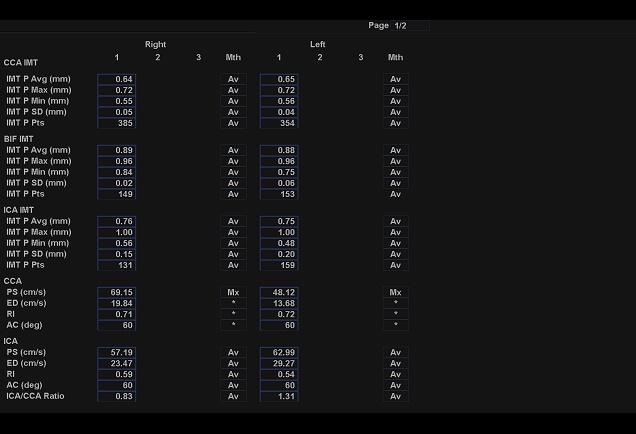 Page 1/2
Right Left
1 2 3 Mth 1 2 3 Mth
CCA IMT
IMT P Avg (mm) 0.64 Av 0.65 Av
IMT P Max (mm) 0.72 Av 0.72 Av
IMT P Min (mm) 0.55 Av 0.56 Av
IMT P SD (mm) 0.05 Av 0.04 Av
IMT P Pts 385 Av 354 Av
BIF IMT
IMT P Avg (mm) 0.89 Av 0.88 Av
IMT P Max (mm) 0.96 Av 0.96 Av
IMT P Min (mm) 0.84 Av 0.75 Av
IMT P SD (mm) 0.02 Av 0.06 Av
IMT P Pts 149 Av 153 Av
ICA IMT
IMT P Avg (mm) 0.76 Av 0.75 Av
IMT P Max (mm) 1.00 Av 1.00 Av
IMT P Min (mm) 0.56 Av 0.48 Av
IMT P SD (mm) 0.15 Av 0.20 Av
IMT P Pts 131 Av 159 Av
CCA
PS (cm/s) 69.15 Mx 48.12 Mx
ED (cm/s) 19.84 * 13.68 *
RI 0.71 * 0.72 *
AC (deg) 60 * 60 *
ICA
PS (cm/s) 57.19 Av 62.99 Av
ED (cm/s) 23.47 Av 29.27 Av
RI 0.59 Av 0.54 Av
AC (deg) 60 Av 60 Av
ICA/CCA Ratio 0.83 Av 1.31 Av